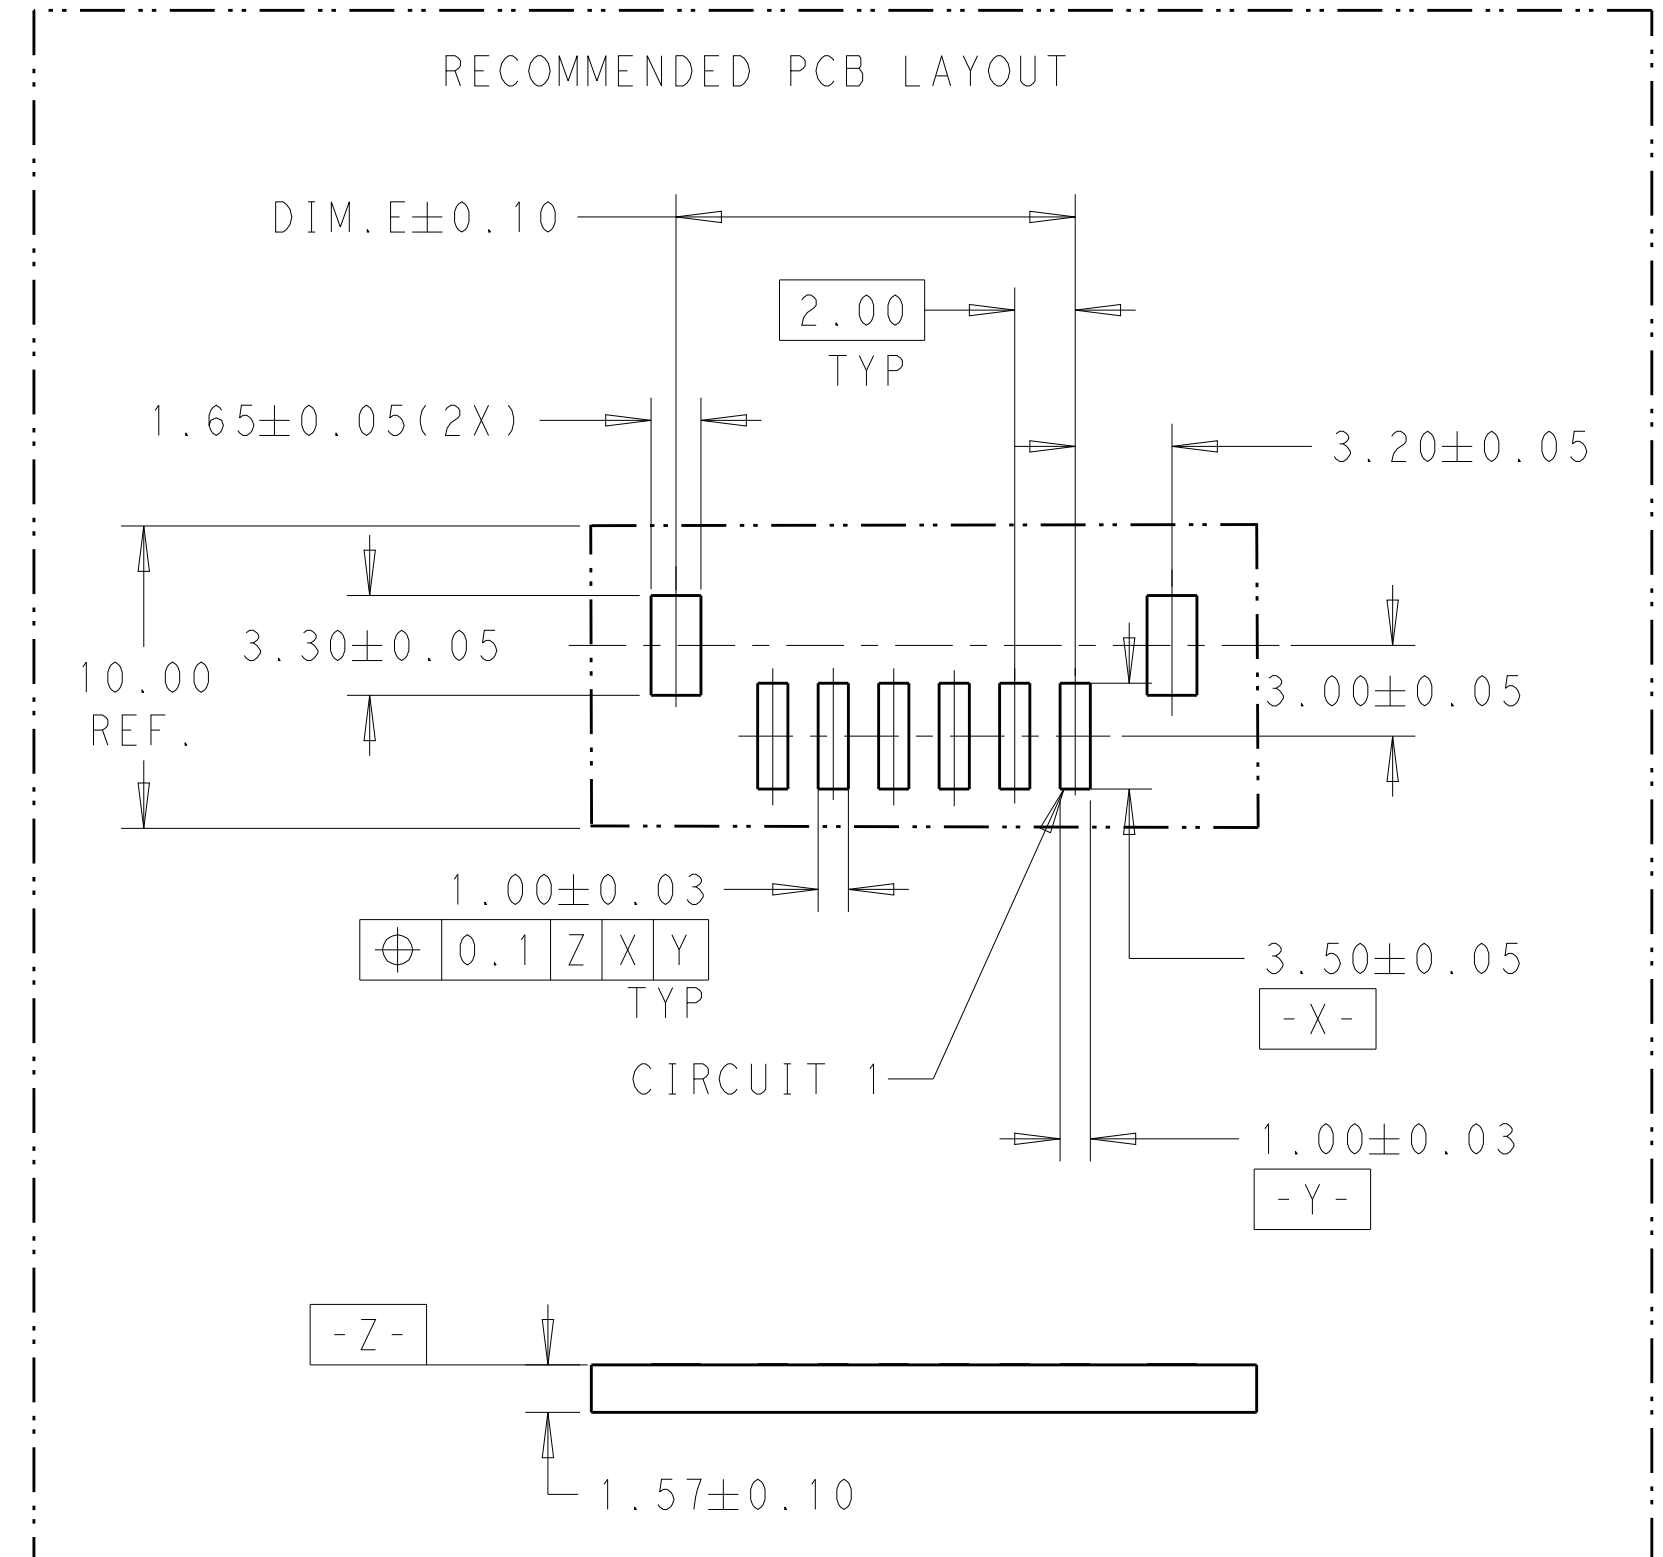 RECOMMENDED PCB LAYOUT
DIM.E±0.10
2.00
TYP
1.65±0.05(2X)
3.20±0.05
3.30±0.05
10.00
REF.
3.00±0.05
1.00±0.03
⌖ 0.1 Z X Y
TYP
3.50±0.05
-X-
CIRCUIT 1
1.00±0.03
-Y-
-Z-
1.57±0.10